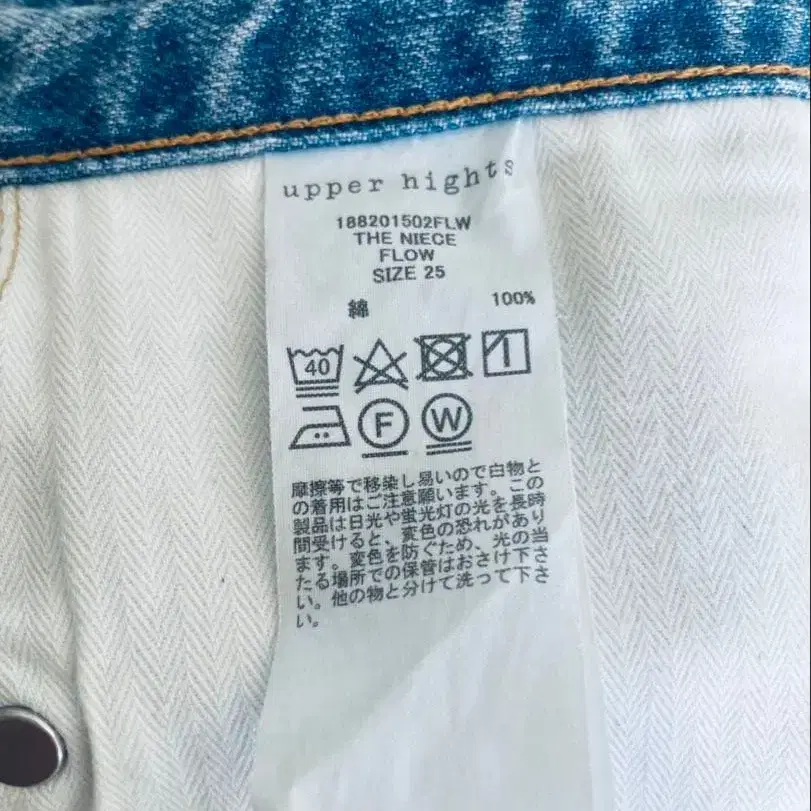 upper hights
188201502FLW
THE NIECE
FLOW
SIZE 25
綿 100%
40
F W
摩擦等で移染し易いので白物と
の着用はご注意願います。この
製品は日光や蛍光灯の光を長時
間受けると、変色の恐れがあり
ます。変色を防ぐため、光の当
たる場所での保管はおさけ下さ
い。他の物と分けて洗って下さ
い。